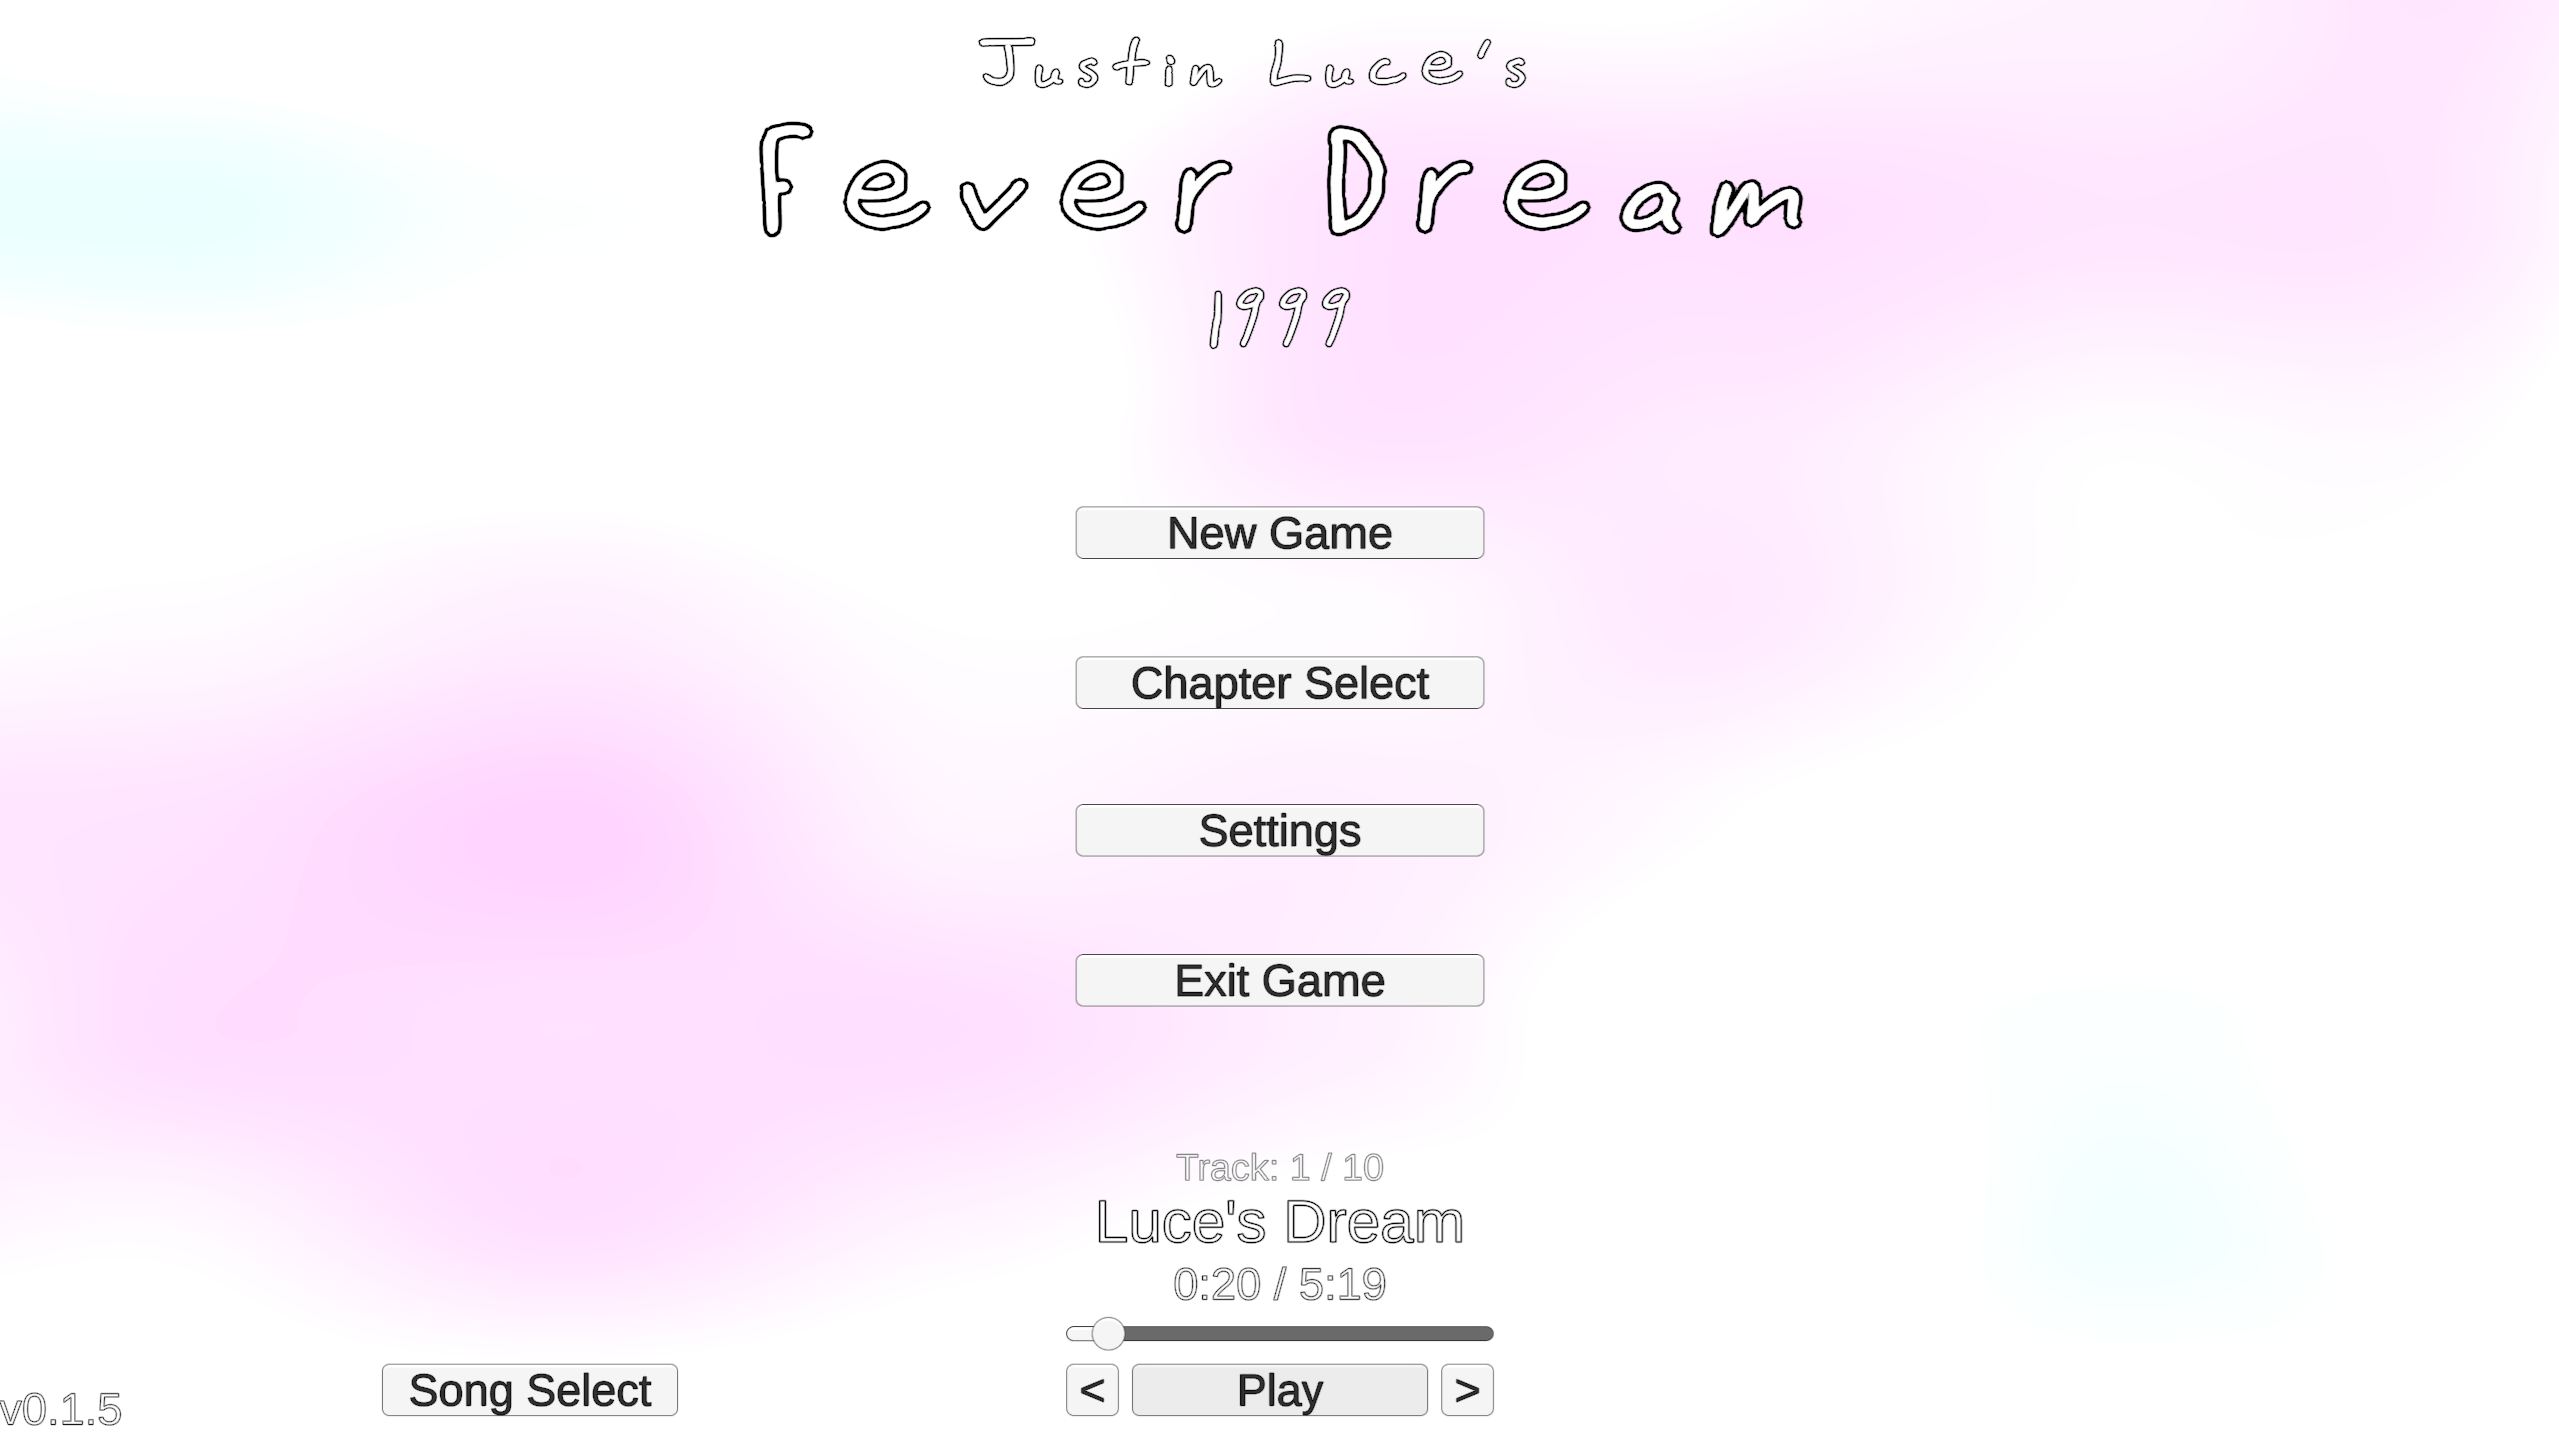 Justin Luce's
Fever Dream
1999
New Game
Chapter Select
Settings
Exit Game
Track: 1 / 10
Luce's Dream
0:20 / 5:19
Song Select
< Play >
v0.1.5